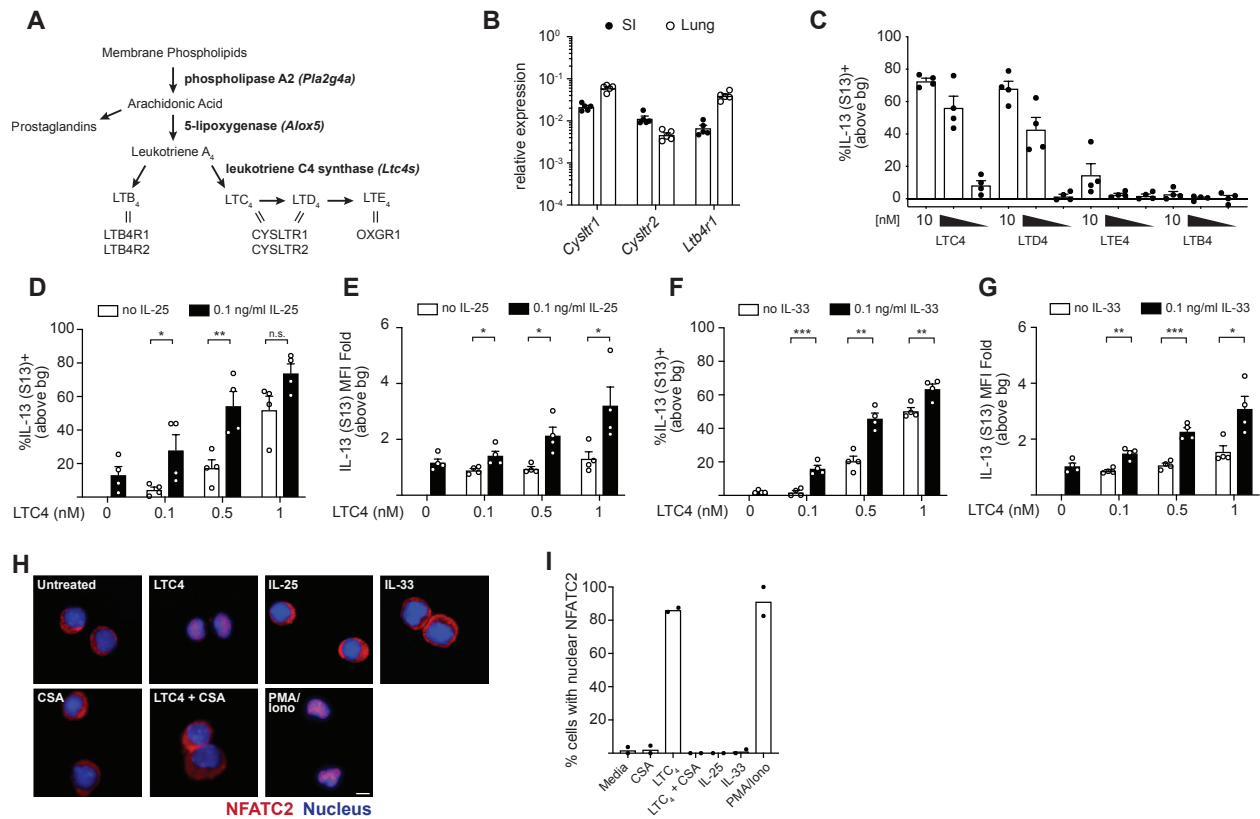 A
Membrane Phospholipids
phospholipase A2 (Pla2g4a)
Arachidonic Acid
Prostaglandins
5-lipoxygenase (Alox5)
Leukotriene A4
leukotriene C4 synthase (Ltc4s)
LTB4
LTC4
LTD4
LTE4
LTB4R1
LTB4R2
CYSLTR1
CYSLTR2
OXGR1
B
SI
Lung
relative expression
10^0
10^-1
10^-2
10^-3
10^-4
Cysltr1
Cysltr2
Ltb4r1
C
%IL-13 (S13)+
(above bg)
100
80
60
40
20
0
[nM]
10
10
10
10
LTC4
LTD4
LTE4
LTB4
D
no IL-25
0.1 ng/ml IL-25
%IL-13 (S13)+
(above bg)
100
80
60
40
20
*
**
n.s.
LTC4 (nM)
0
0.1
0.5
1
E
no IL-25
0.1 ng/ml IL-25
IL-13 (S13) MFI Fold
(above bg)
6
4
2
*
*
*
LTC4 (nM)
0
0.1
0.5
1
F
no IL-33
0.1 ng/ml IL-33
%IL-13 (S13)+
(above bg)
100
80
60
40
20
***
**
**
LTC4 (nM)
0
0.1
0.5
1
G
no IL-33
0.1 ng/ml IL-33
IL-13 (S13) MFI Fold
(above bg)
6
4
2
**
***
*
LTC4 (nM)
0
0.1
0.5
1
H
Untreated
LTC4
IL-25
IL-33
CSA
LTC4 + CSA
PMA/
Iono
NFATC2 Nucleus
I
% cells with nuclear NFATC2
100
80
60
40
20
0
Media
CSA
LTC4
LTC4 + CSA
IL-25
IL-33
PMA/Iono